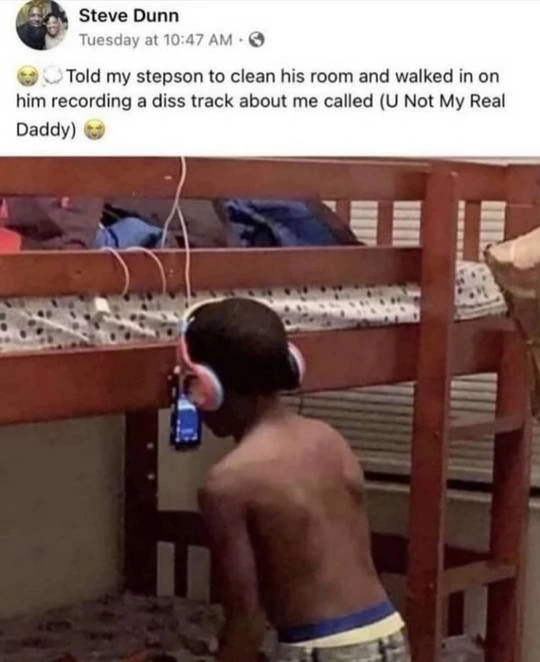 Steve Dunn
Tuesday at 10:47 AM ·
😭💭 Told my stepson to clean his room and walked in on
him recording a diss track about me called (U Not My Real
Daddy) 😭